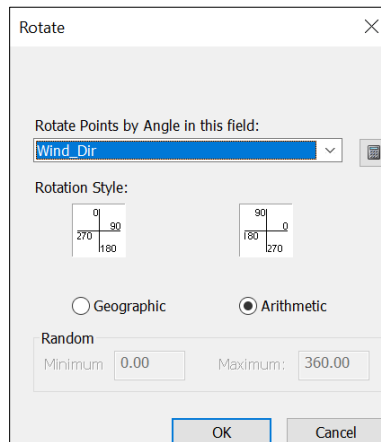 Rotate
Rotate Points by Angle in this field:
Wind_Dir
Rotation Style:
0 90
90 0
270 180
180 270
Geographic Arithmetic
Random
Minimum 0.00 Maximum: 360.00
OK Cancel